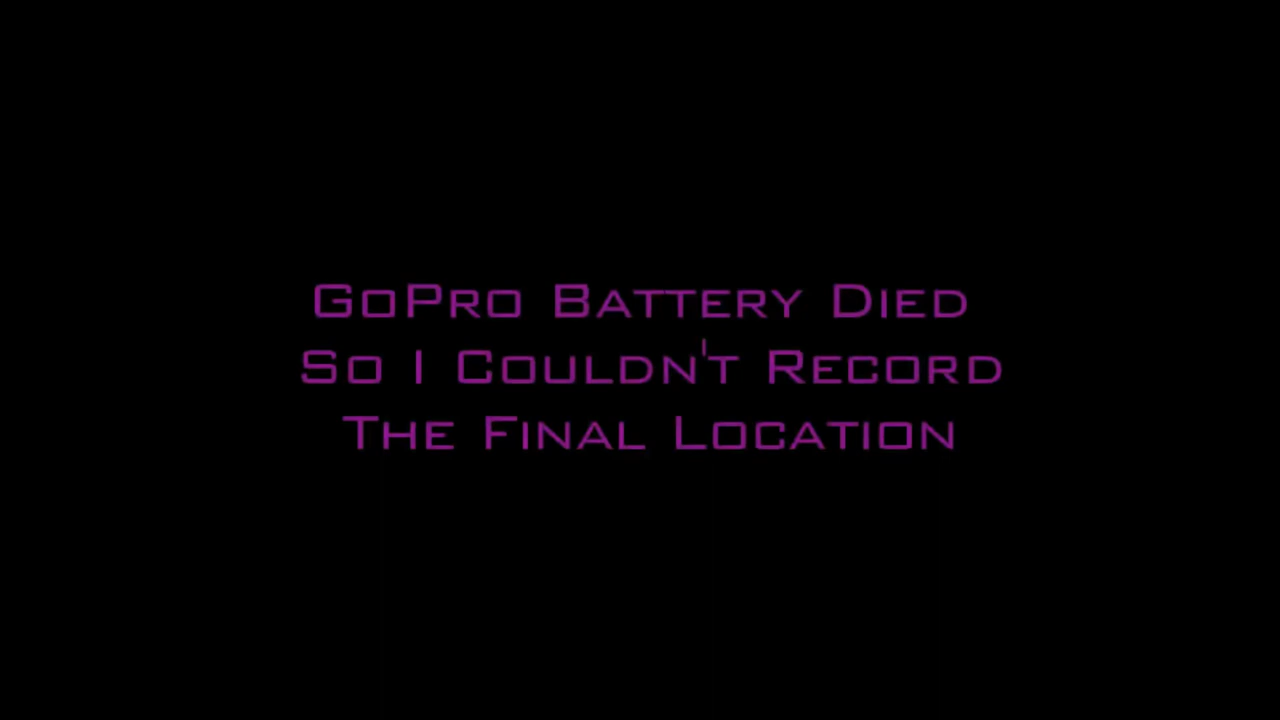 GoPro Battery Died
So I Couldn't Record
The Final Location